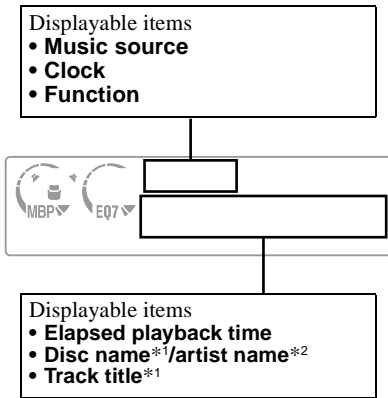 Displayable items
• Music source
• Clock
• Function
MBP EQ7
Displayable items
• Elapsed playback time
• Disc name*1/artist name*2
• Track title*1